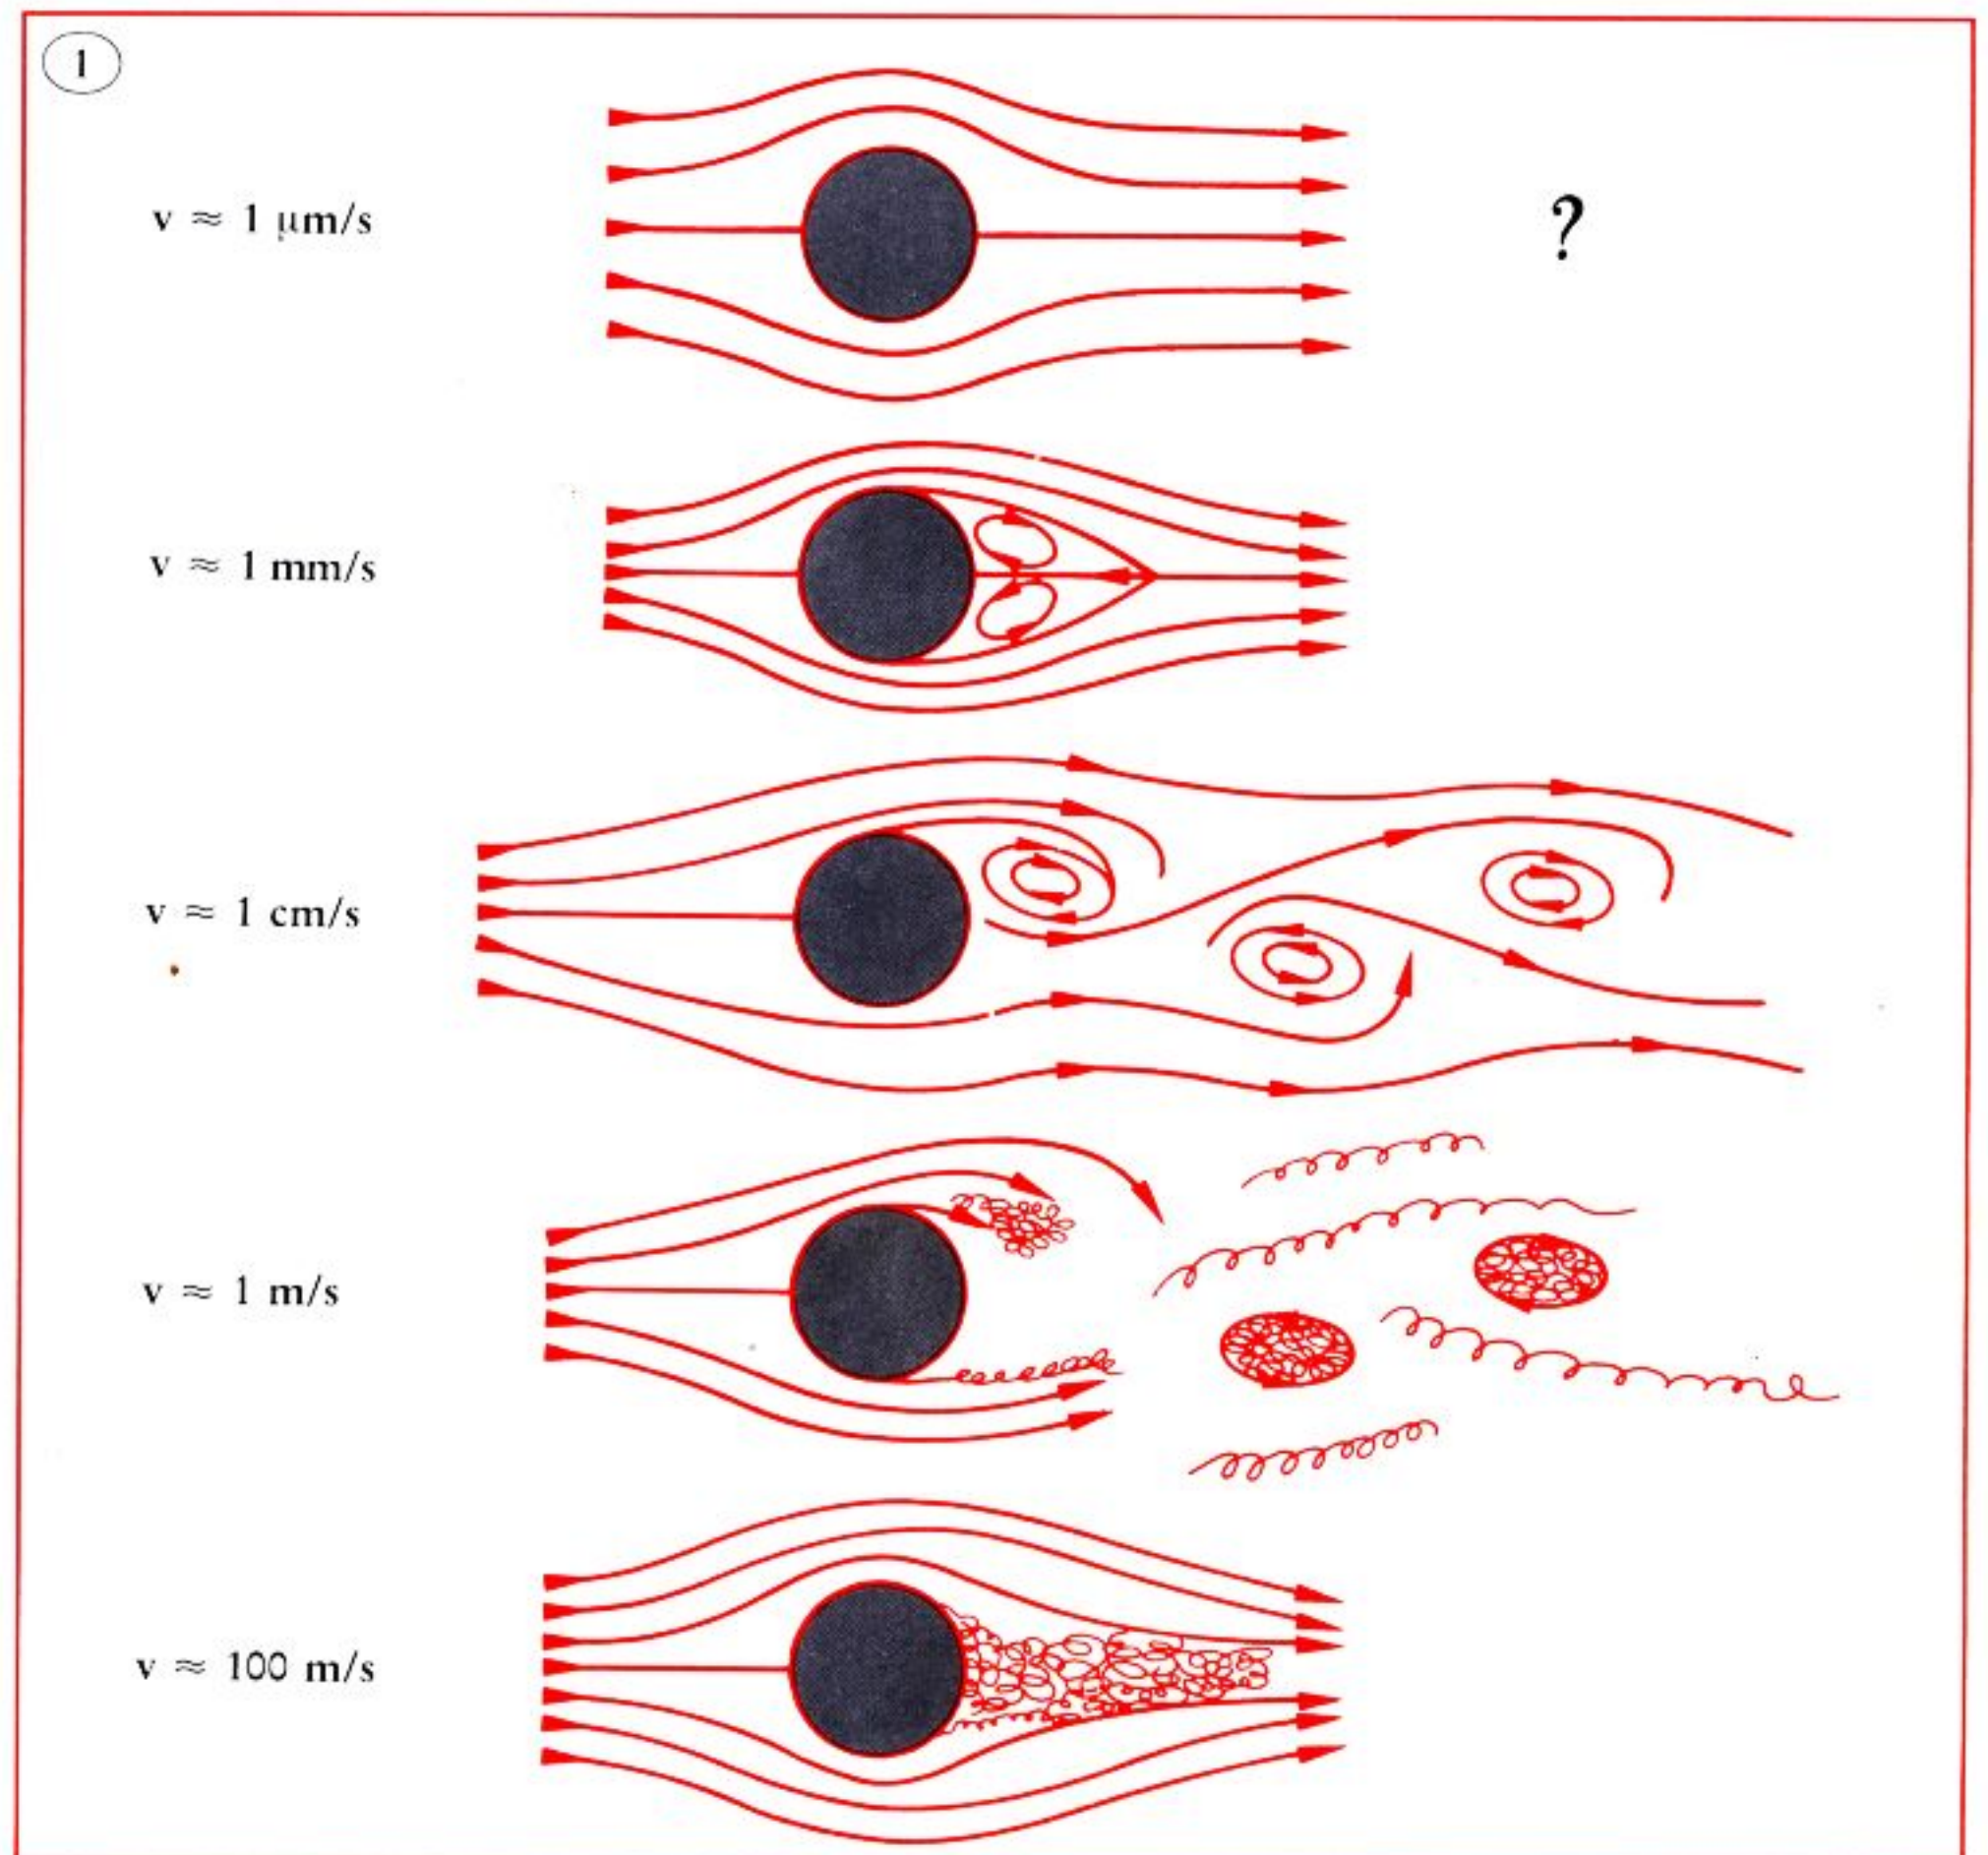 1
v ≈ 1 μm/s
?
v ≈ 1 mm/s
v ≈ 1 cm/s
v ≈ 1 m/s
v ≈ 100 m/s